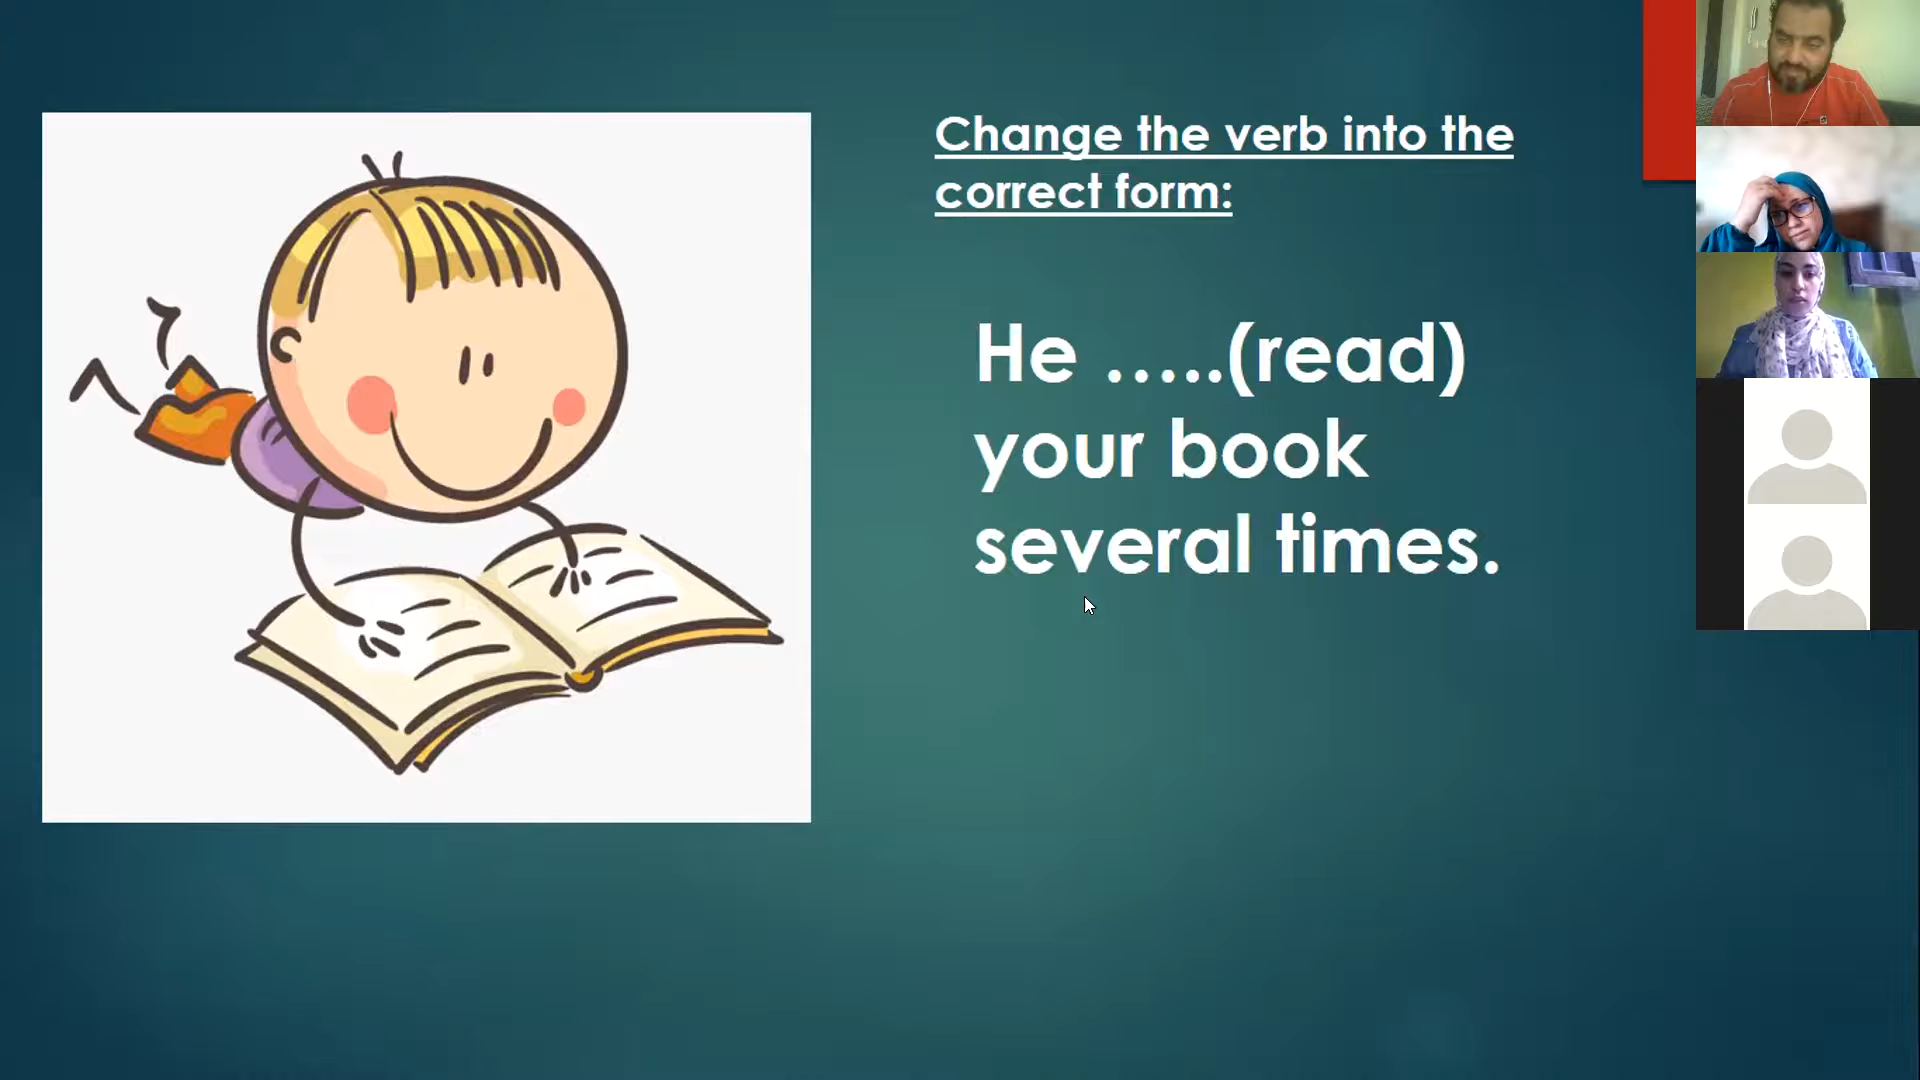 Change the verb into the
correct form:
He …..(read)
your book
several times.